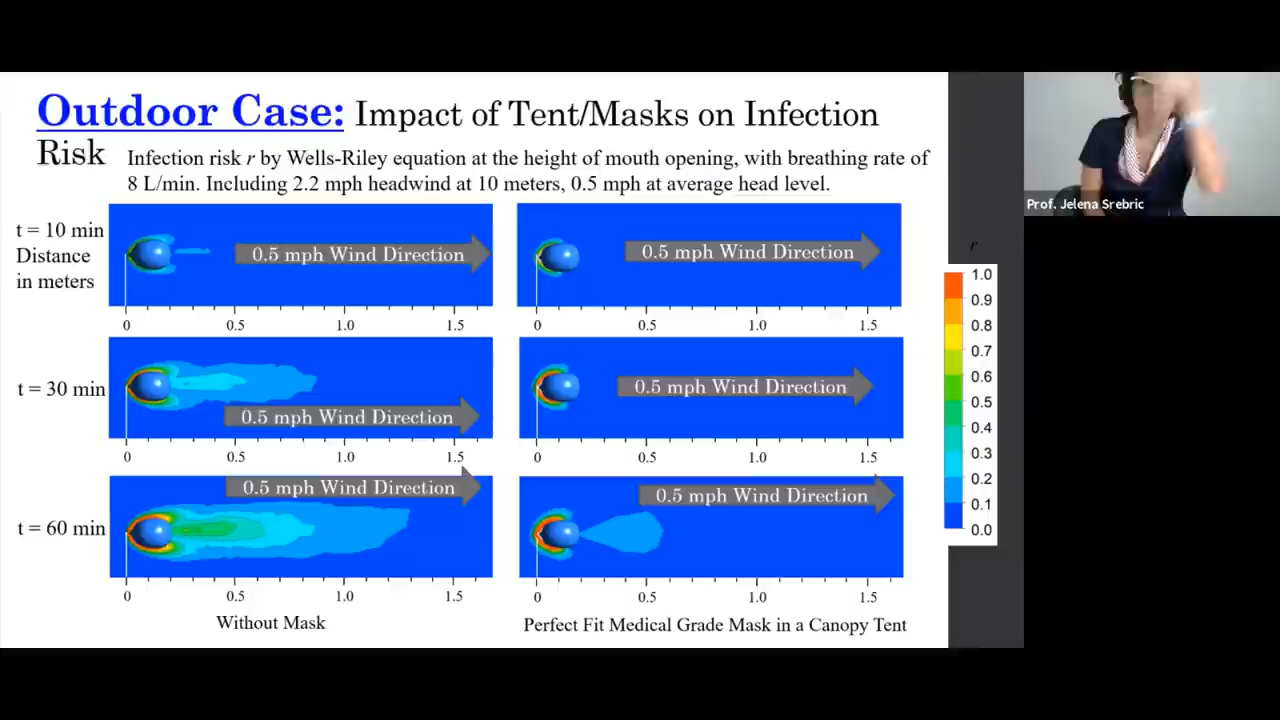 Outdoor Case: Impact of Tent/Masks on Infection
Risk
Infection risk r by Wells-Riley equation at the height of mouth opening, with breathing rate of
8 L/min. Including 2.2 mph headwind at 10 meters, 0.5 mph at average head level.
Prof. Jelena Srebric
t = 10 min
Distance
in meters
0.5 mph Wind Direction
0 0.5 1.0 1.5
0.5 mph Wind Direction
0 0.5 1.0 1.5
t = 30 min
0.5 mph Wind Direction
0 0.5 1.0 1.5
0.5 mph Wind Direction
0 0.5 1.0 1.5
t = 60 min
0.5 mph Wind Direction
0 0.5 1.0 1.5
0.5 mph Wind Direction
0 0.5 1.0 1.5
Without Mask
Perfect Fit Medical Grade Mask in a Canopy Tent
r
1.0
0.9
0.8
0.7
0.6
0.5
0.4
0.3
0.2
0.1
0.0